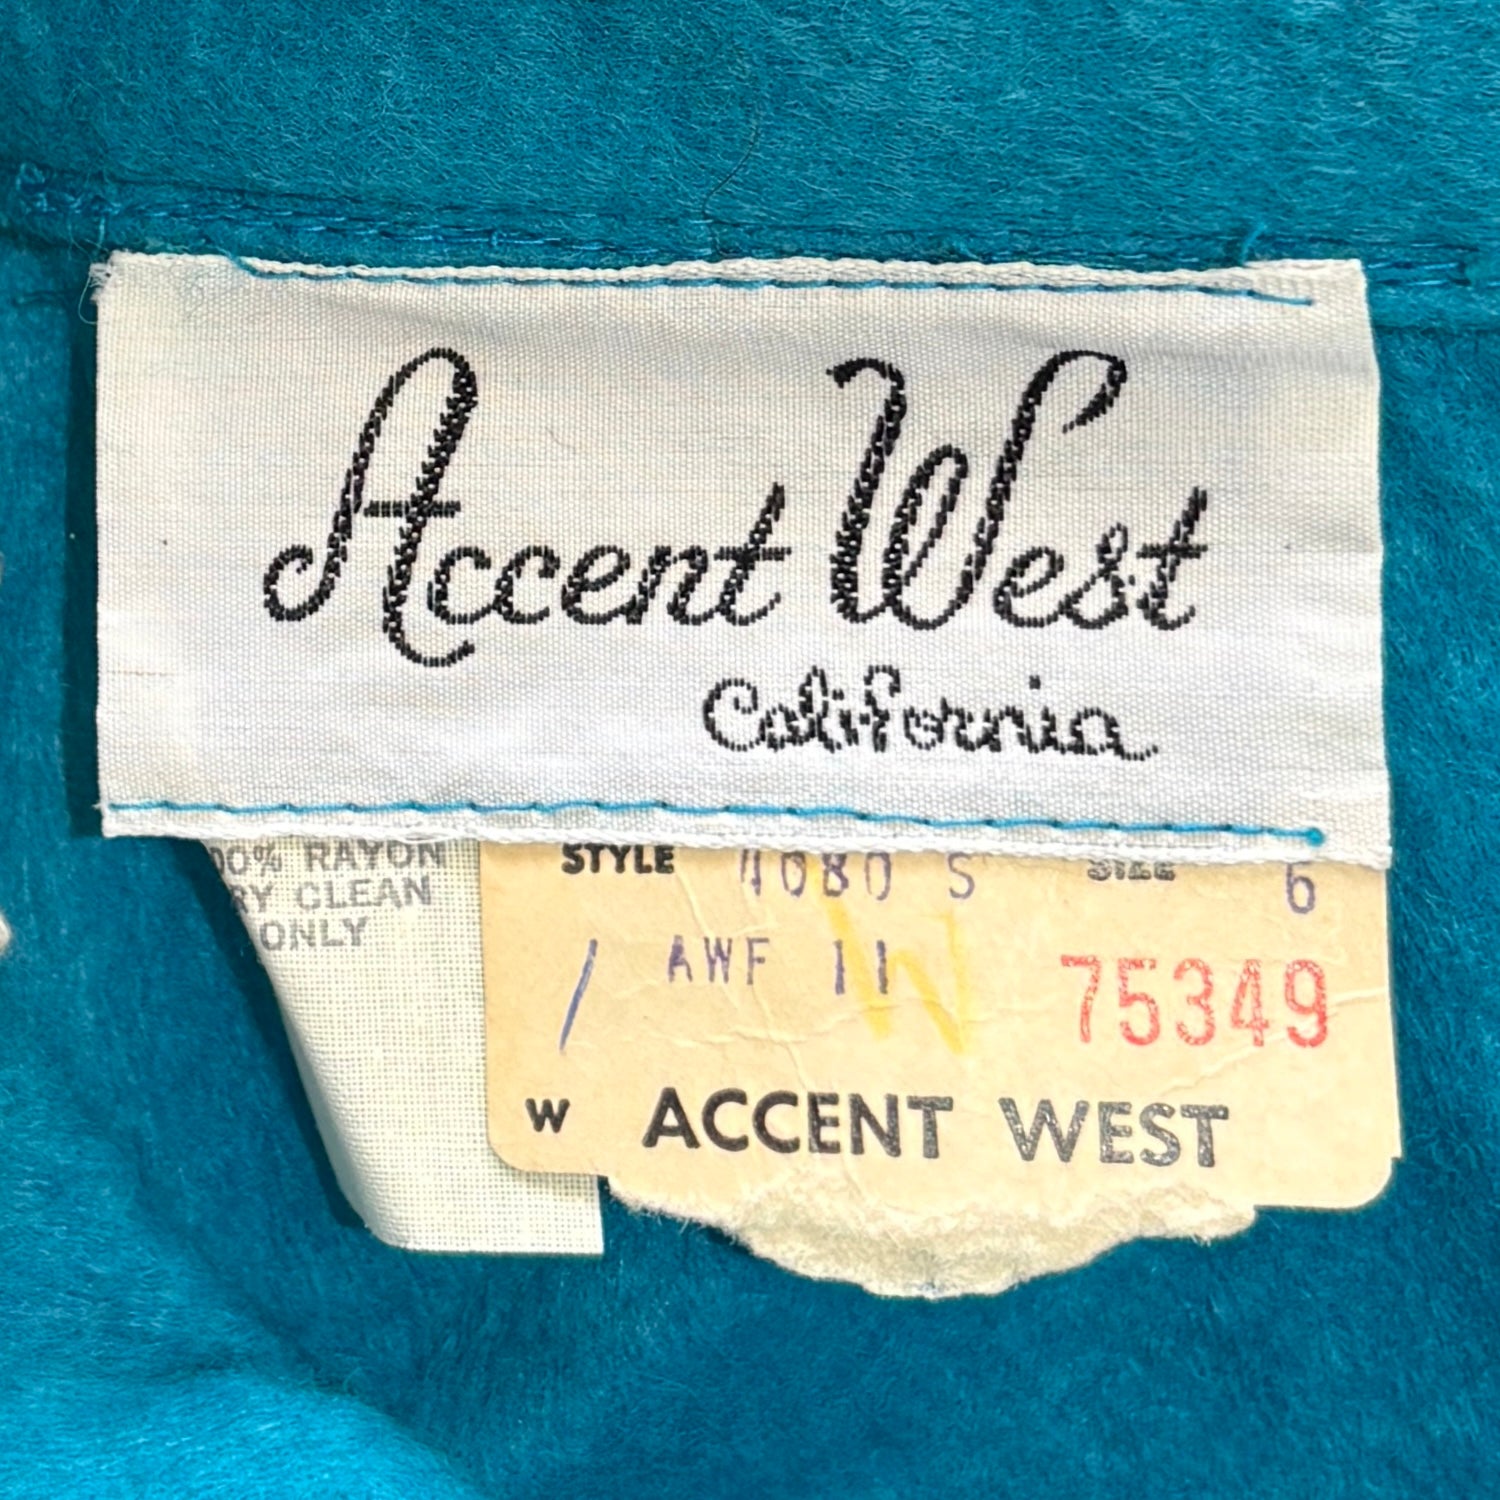 Accent West
California
00% RAYON
RY CLEAN
ONLY
STYLE 4080 S SIZE 6
/ AWF 11 W 75349
W ACCENT WEST